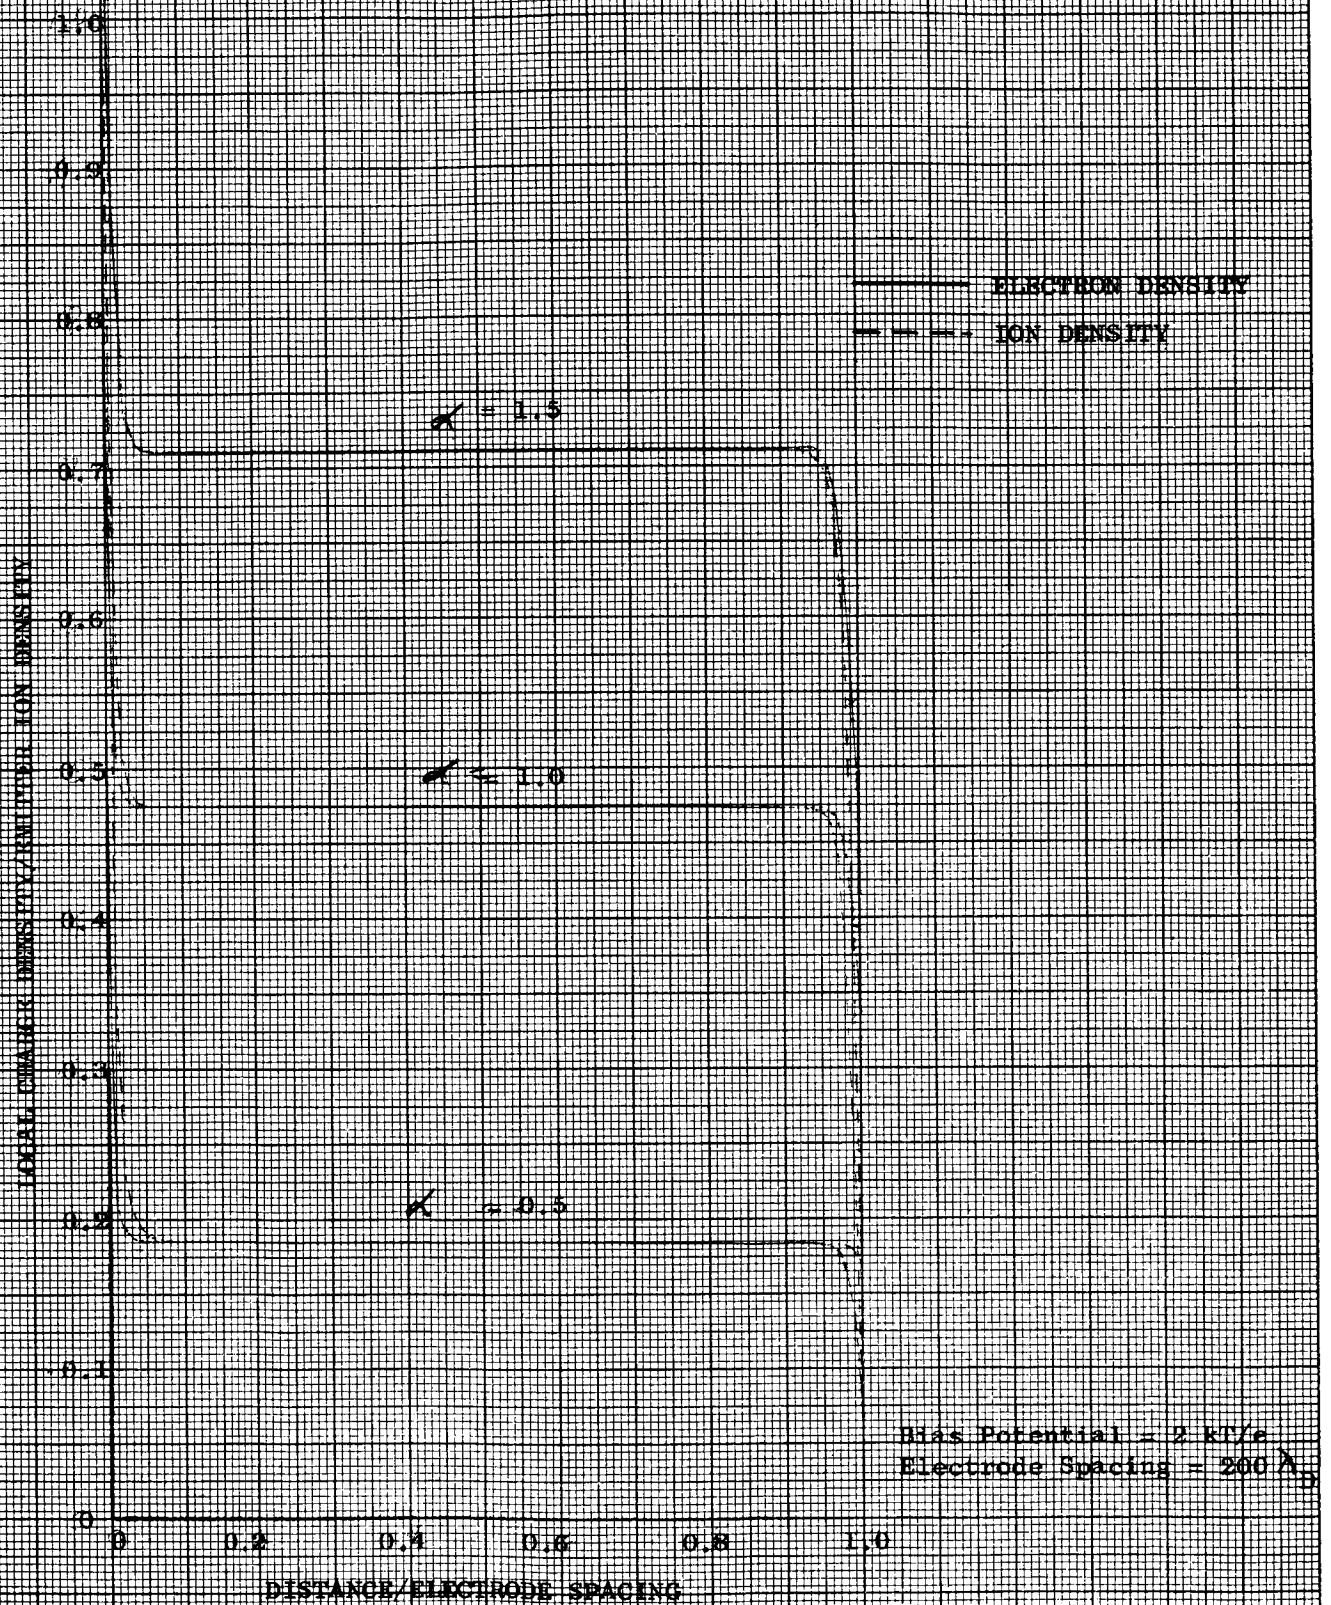 1.0
0.9
0.8
0.7
0.6
0.5
0.4
0.3
0.2
0.1
0
LOCAL CHARGE DENSITY/EMITTER ION DENSITY
ELECTRON DENSITY
ION DENSITY
α = 1.5
α = 1.0
α = 0.5
Bias Potential = 2 kT/e
Electrode Spacing = 200 λD
0 0.2 0.4 0.6 0.8 1.0
DISTANCE/ELECTRODE SPACING